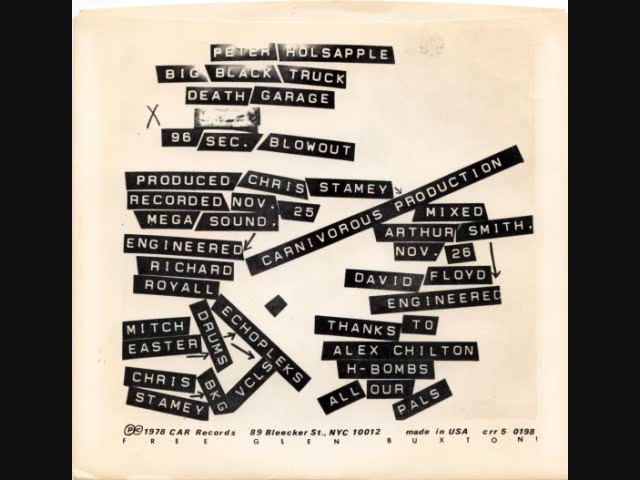 PETER HOLSAPPLE
BIG BLACK TRUCK
DEATH GARAGE
X
96 SEC. BLOWOUT
PRODUCED CHRIS STAMEY
RECORDED NOV. 25
MEGA SOUND.
CARNIVOROUS PRODUCTION
MIXED
ARTHUR SMITH.
NOV. 26
ENGINEERED
RICHARD
ROYALL
DAVID FLOYD
ENGINEERED
MITCH
EASTER
DRUMS
ECHOPLEKS
CHRIS
STAMEY
BKG
VCLS
THANKS TO
ALEX CHILTON
H-BOMBS
ALL OUR
PALS
Ⓟ©1978 CAR Records 89 Bleecker St., NYC 10012 made in USA crr 5 0198
FREE GLEN BUXTON!